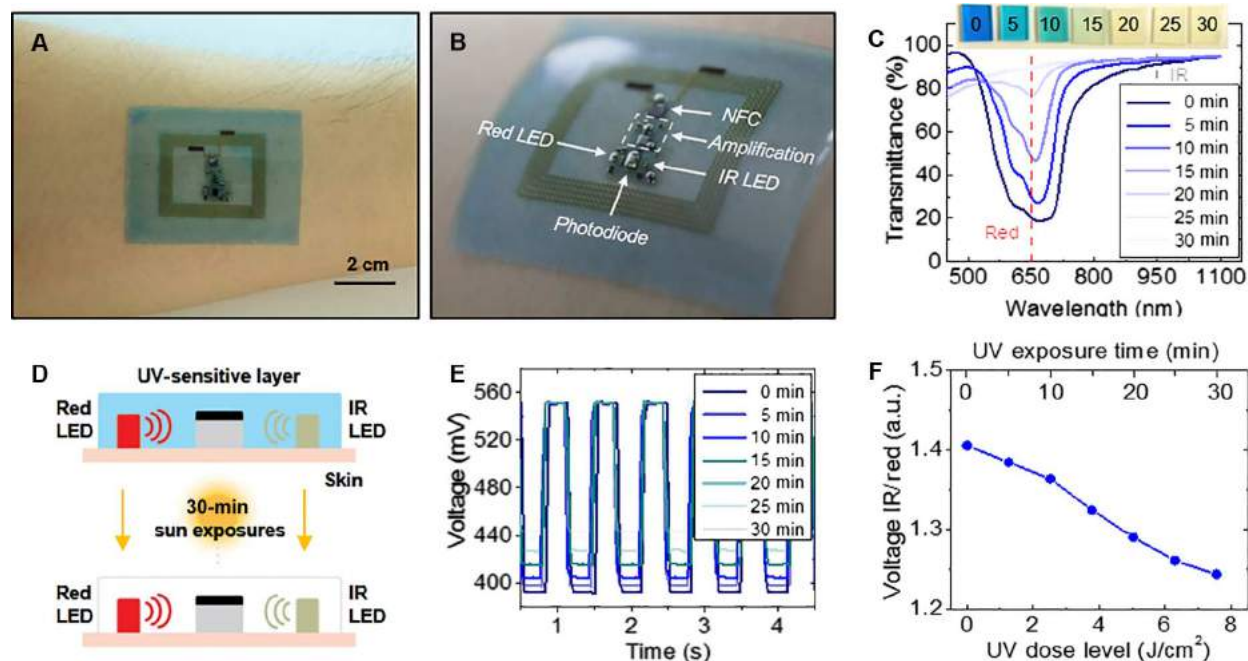 A
2 cm
B
NFC
Red LED
Amplification
IR LED
Photodiode
C
0 5 10 15 20 25 30
100
80
60
40
20
0
Transmittance (%)
IR
Red
0 min
5 min
10 min
15 min
20 min
25 min
30 min
500 650 800 950 1100
Wavelength (nm)
D
UV-sensitive layer
Red LED
IR LED
Skin
30-min
sun exposures
Red LED
IR LED
E
560
520
480
440
400
Voltage (mV)
0 min
5 min
10 min
15 min
20 min
25 min
30 min
1 2 3 4
Time (s)
F
UV exposure time (min)
0 5 10 15 20 25 30
1.5
1.4
1.3
1.2
Voltage IR/red (a.u.)
0 2 4 6 8
UV dose level (J/cm²)